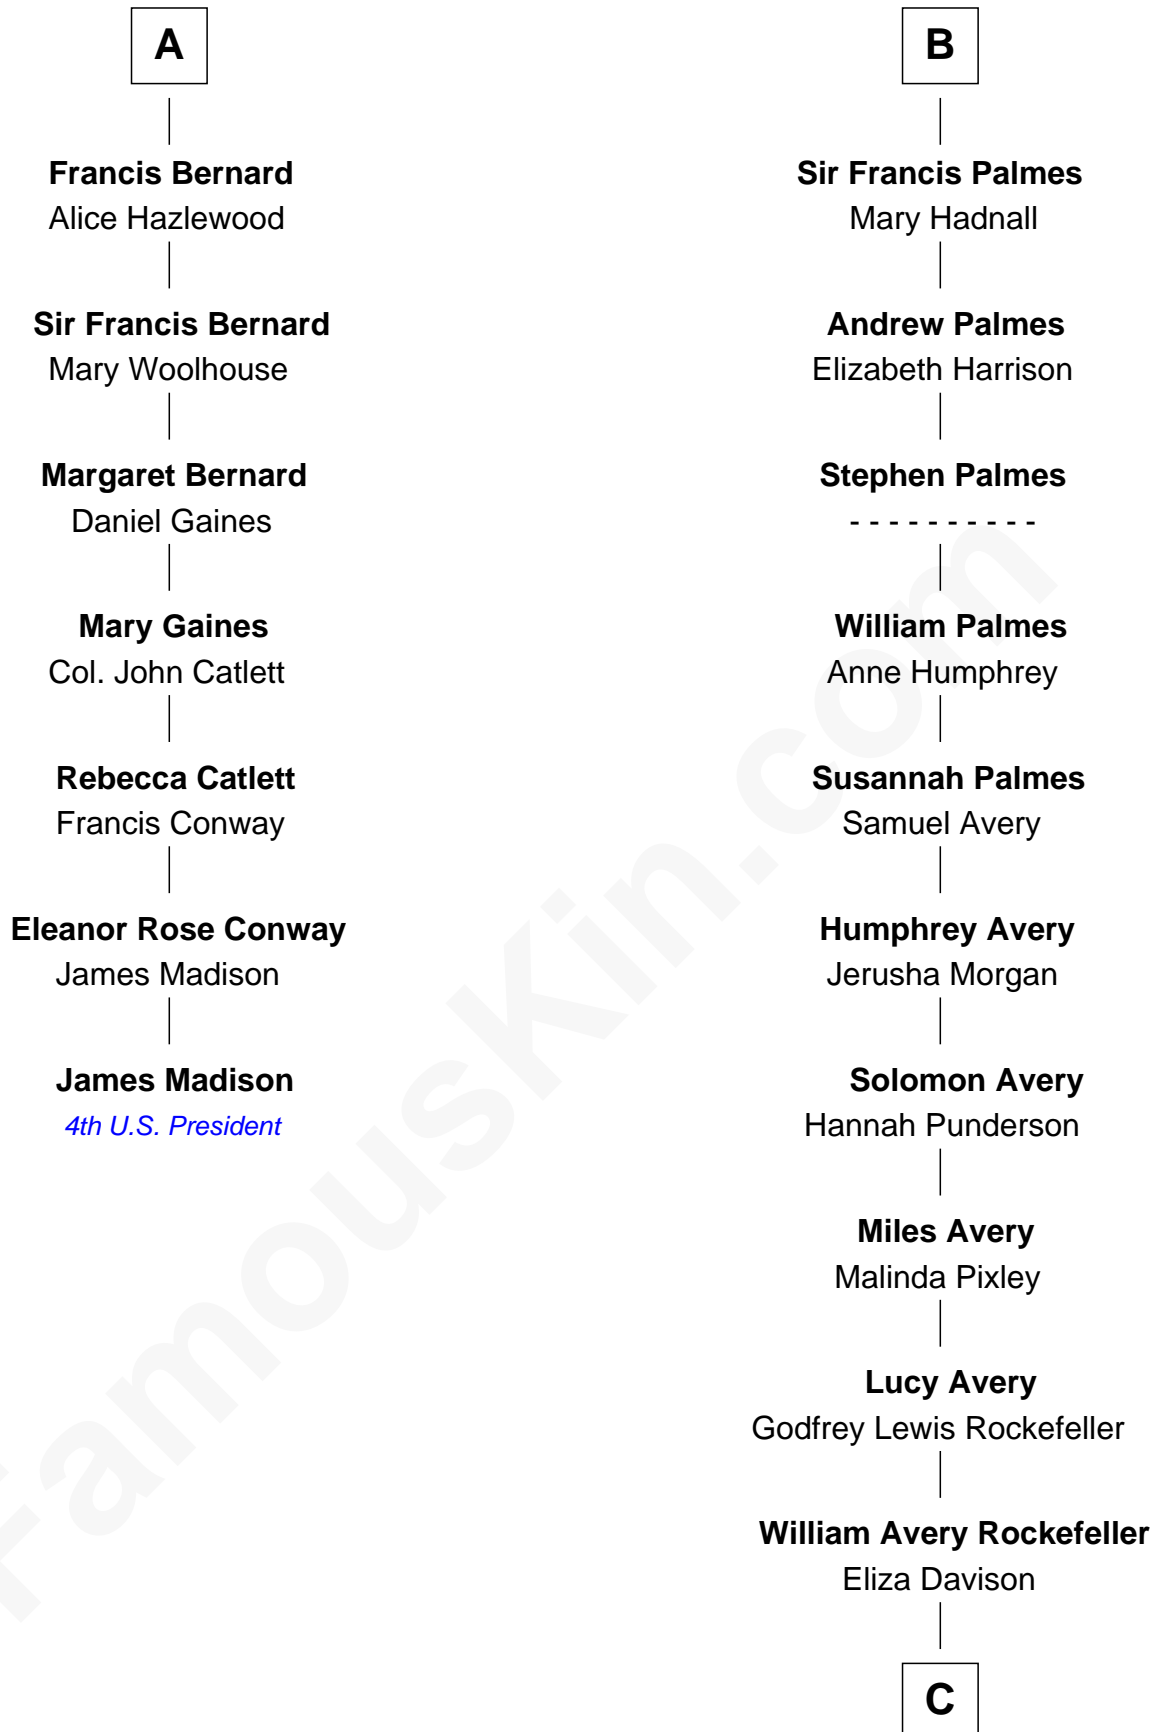 A
Francis Bernard
Alice Hazlewood
Sir Francis Bernard
Mary Woolhouse
Margaret Bernard
Daniel Gaines
Mary Gaines
Col. John Catlett
Rebecca Catlett
Francis Conway
Eleanor Rose Conway
James Madison
James Madison
4th U.S. President
B
Sir Francis Palmes
Mary Hadnall
Andrew Palmes
Elizabeth Harrison
Stephen Palmes
- - - - - - - - - -
William Palmes
Anne Humphrey
Susannah Palmes
Samuel Avery
Humphrey Avery
Jerusha Morgan
Solomon Avery
Hannah Punderson
Miles Avery
Malinda Pixley
Lucy Avery
Godfrey Lewis Rockefeller
William Avery Rockefeller
Eliza Davison
C
FamousKin.com